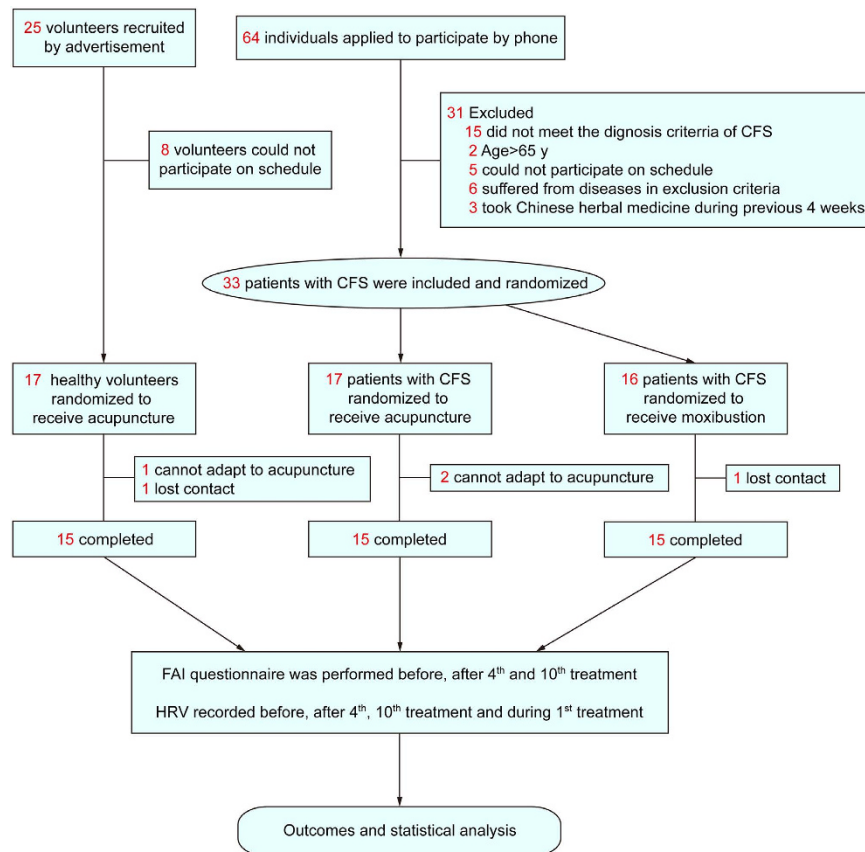 25 volunteers recruited
by advertisement
64 individuals applied to participate by phone
31 Excluded
15 did not meet the dignosis criterria of CFS
2 Age>65 y
5 could not participate on schedule
6 suffered from diseases in exclusion criteria
3 took Chinese herbal medicine during previous 4 weeks
8 volunteers could not
participate on schedule
33 patients with CFS were included and randomized
17 healthy volunteers
randomized to
receive acupuncture
17 patients with CFS
randomized to
receive acupuncture
16 patients with CFS
randomized to
receive moxibustion
1 cannot adapt to acupuncture
1 lost contact
2 cannot adapt to acupuncture
1 lost contact
15 completed
15 completed
15 completed
FAI questionnaire was performed before, after 4th and 10th treatment
HRV recorded before, after 4th, 10th treatment and during 1st treatment
Outcomes and statistical analysis